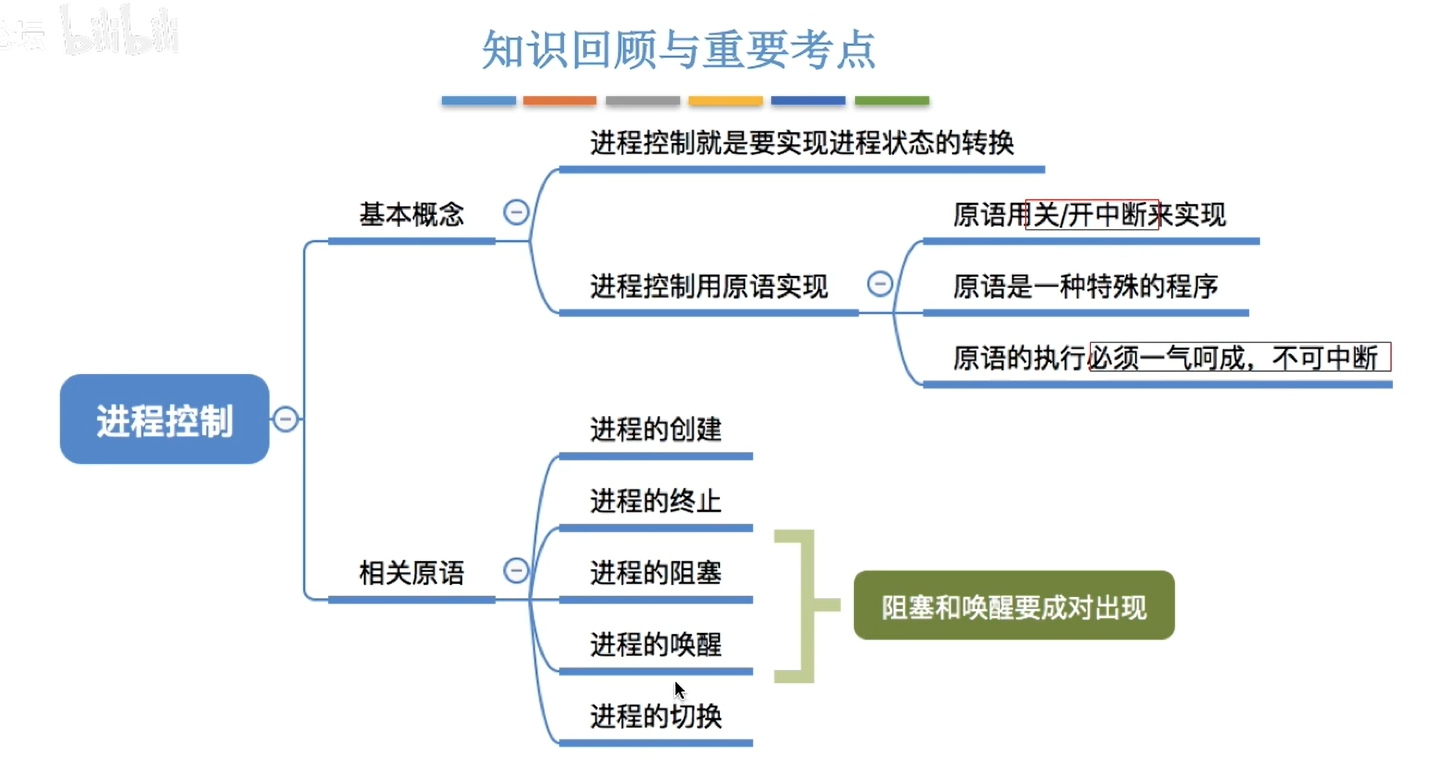 坛 bilibili
知识回顾与重要考点
进程控制就是要实现进程状态的转换
基本概念
原语用关/开中断来实现
进程控制用原语实现
原语是一种特殊的程序
原语的执行必须一气呵成，不可中断
进程控制
进程的创建
进程的终止
相关原语
进程的阻塞
阻塞和唤醒要成对出现
进程的唤醒
进程的切换